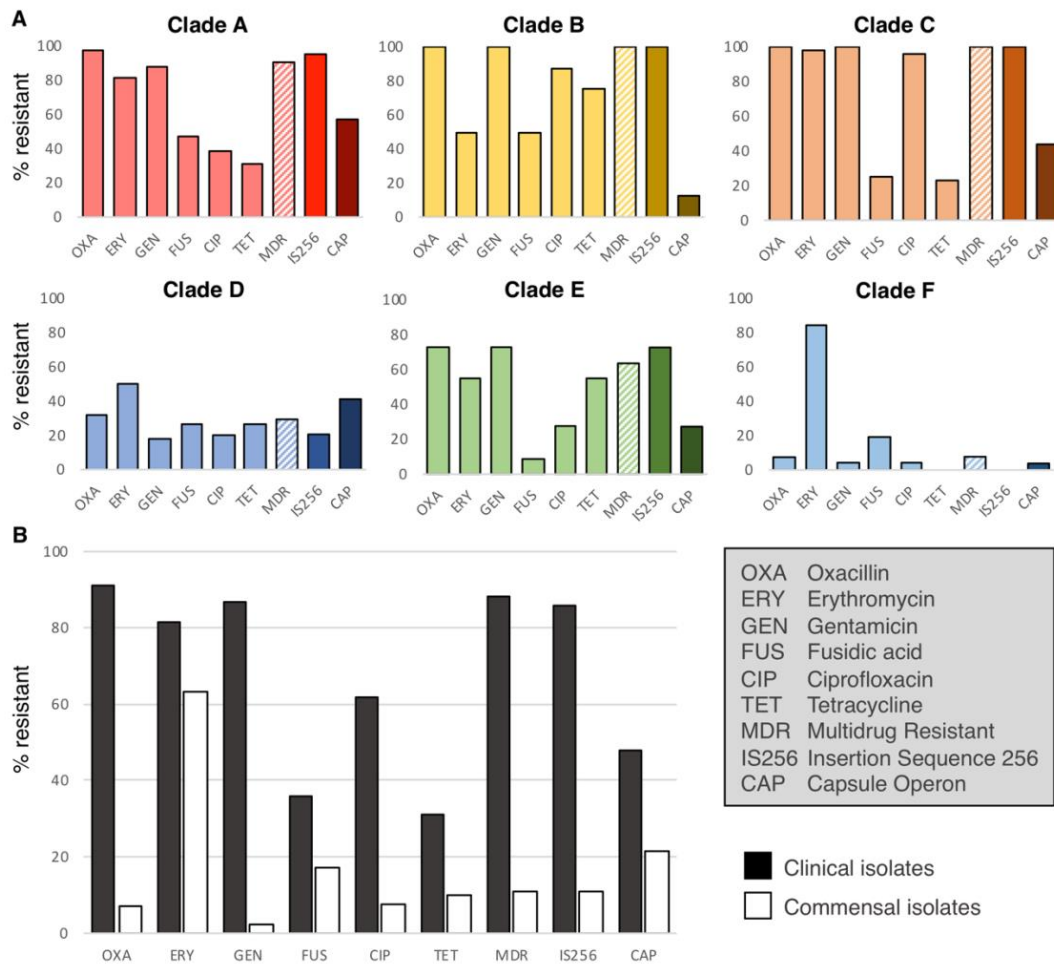 A
Clade A
Clade B
Clade C
% resistant
100
80
60
40
20
0
OXA ERY GEN FUS CIP TET MDR IS256 CAP
100
80
60
40
20
0
OXA ERY GEN FUS CIP TET MDR IS256 CAP
100
80
60
40
20
0
OXA ERY GEN FUS CIP TET MDR IS256 CAP
Clade D
Clade E
Clade F
% resistant
100
80
60
40
20
0
OXA ERY GEN FUS CIP TET MDR IS256 CAP
100
80
60
40
20
0
OXA ERY GEN FUS CIP TET MDR IS256 CAP
% resistant
100
80
60
40
20
0
OXA ERY GEN FUS CIP TET MDR IS256 CAP
B
% resistant
100
80
60
40
20
0
OXA ERY GEN FUS CIP TET MDR IS256 CAP
OXA Oxacillin
ERY Erythromycin
GEN Gentamicin
FUS Fusidic acid
CIP Ciprofloxacin
TET Tetracycline
MDR Multidrug Resistant
IS256 Insertion Sequence 256
CAP Capsule Operon
Clinical isolates
Commensal isolates